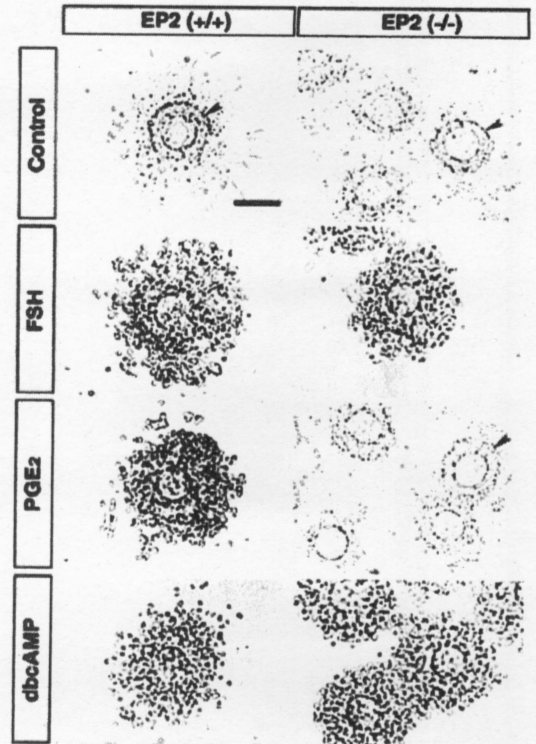 EP2 (+/+) EP2 (-/-)
Control
FSH
PGE2
dbcAMP